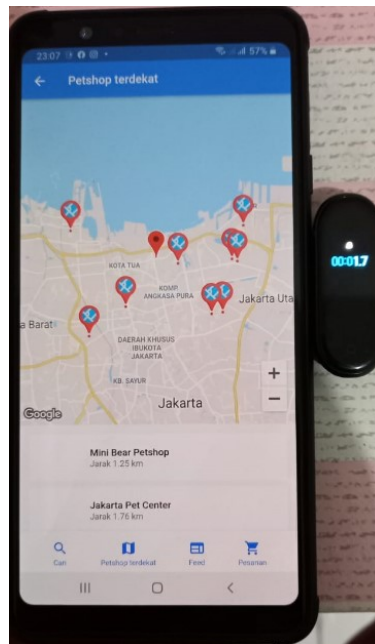 23:07
57%
Petshop terdekat
KOTA TUA
KOMP
ANGKASA PURA
Jakarta Uta
a Barat
DAERAH KHUSUS
IBUKOTA
JAKARTA
KB. SAYUR
Jakarta
+
−
Google
Mini Bear Petshop
Jarak 1.25 km
Jakarta Pet Center
Jarak 1.76 km
Cari
Petshop terdekat
Feed
Pesanan
00:01.7